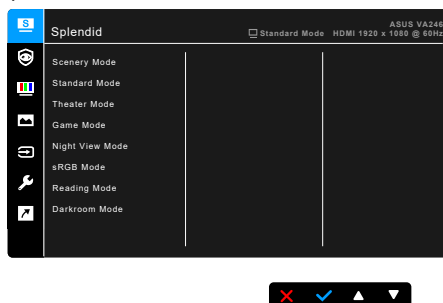 S
Splendid
ASUS VA246
Standard Mode HDMI 1920 x 1080 @ 60Hz
Scenery Mode
Standard Mode
Theater Mode
Game Mode
Night View Mode
sRGB Mode
Reading Mode
Darkroom Mode